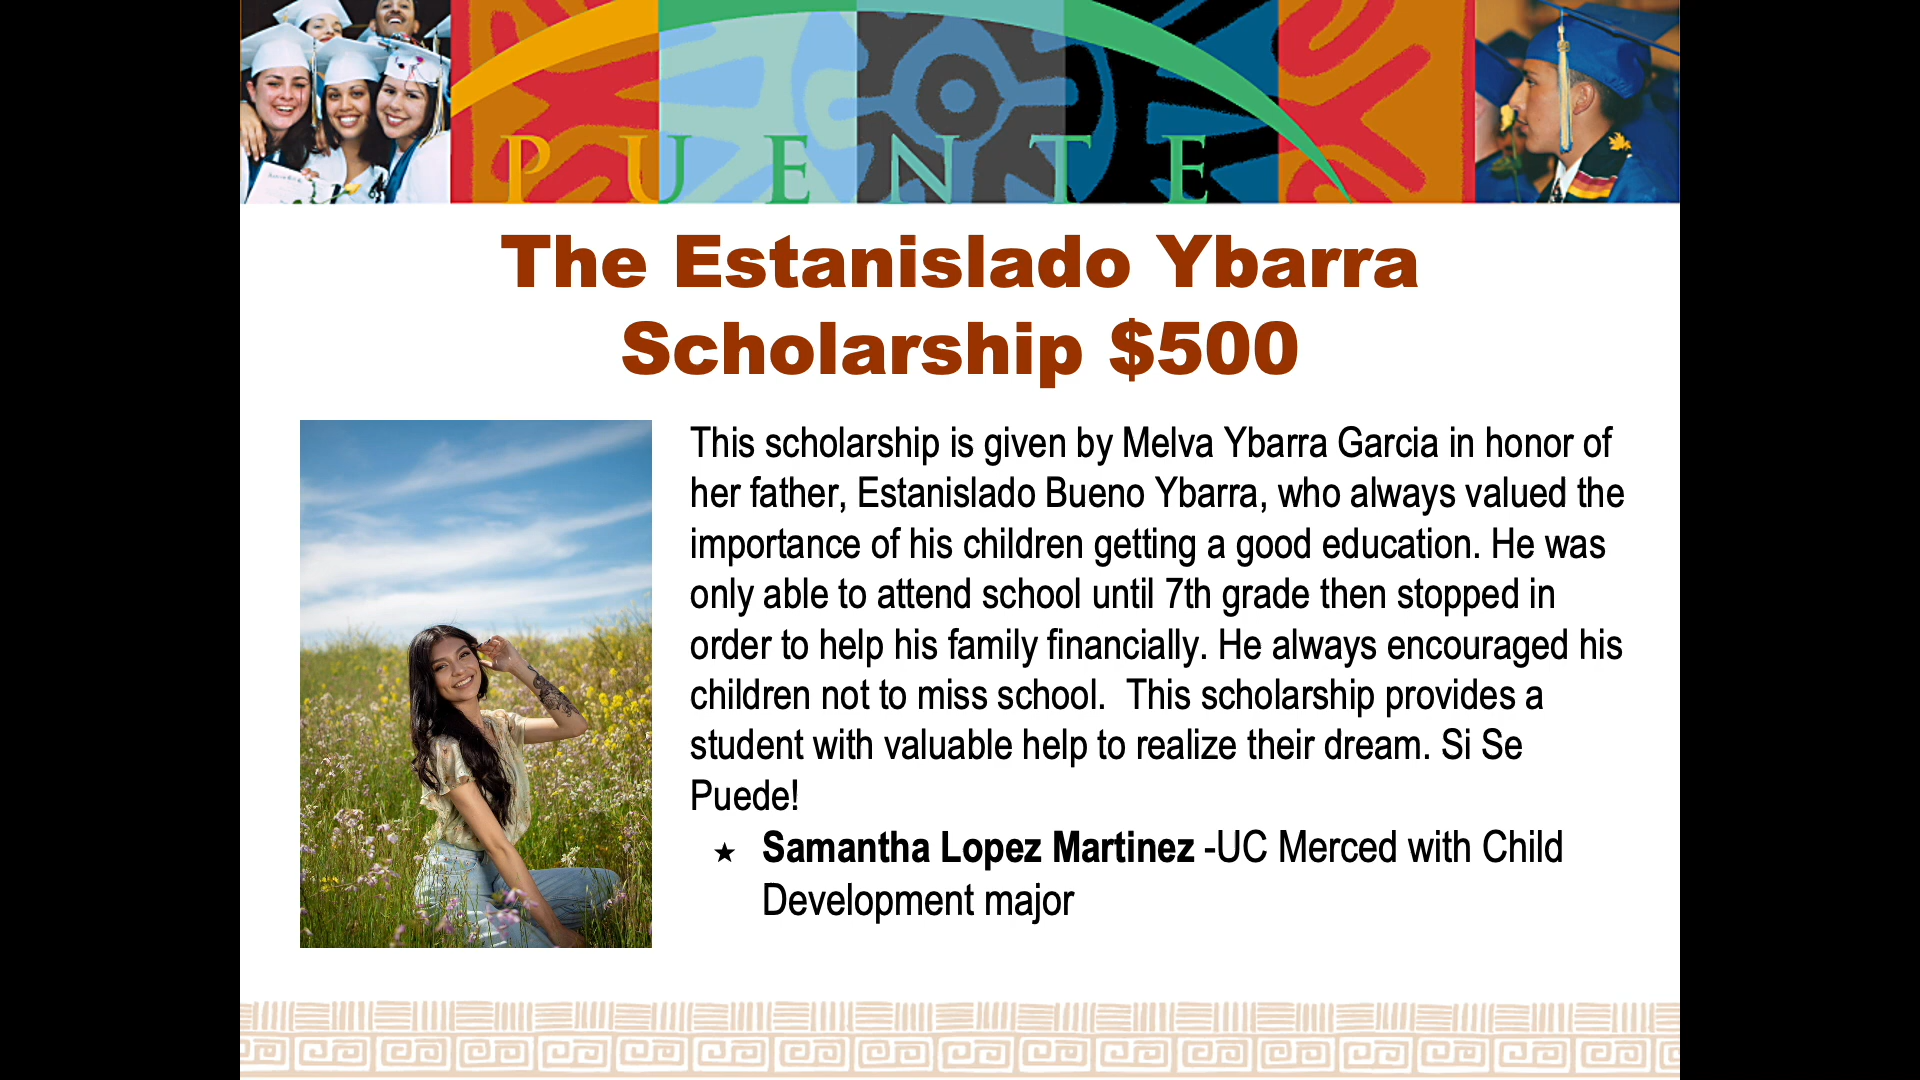 PUENTE
The Estanislado Ybarra
Scholarship $500
This scholarship is given by Melva Ybarra Garcia in honor of
her father, Estanislado Bueno Ybarra, who always valued the
importance of his children getting a good education. He was
only able to attend school until 7th grade then stopped in
order to help his family financially. He always encouraged his
children not to miss school.  This scholarship provides a
student with valuable help to realize their dream. Si Se
Puede!
★ Samantha Lopez Martinez -UC Merced with Child
Development major